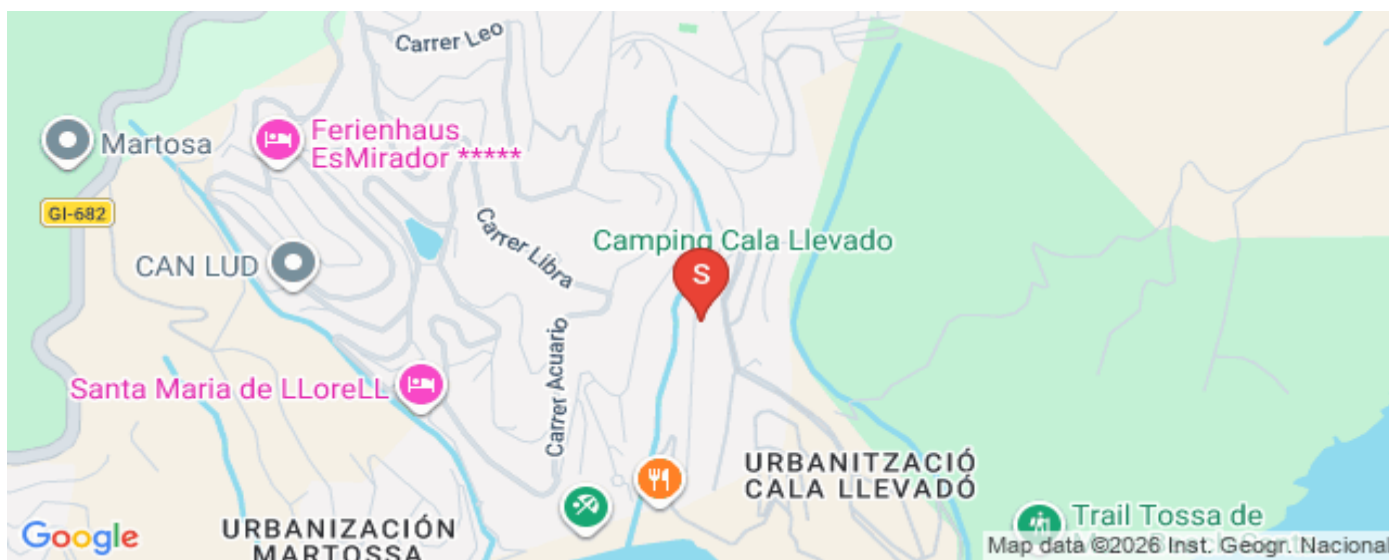 Carrer Leo
Martosa
Ferienhaus
EsMirador *****
GI-682
Carrer Libra
Camping Cala Llevado
CAN LUD
S
Carrer Acuario
Santa Maria de LLoreLL
URBANITZACIÓ
CALA LLEVADÓ
URBANIZACIÓN
MARTOSSA
Trail Tossa de
Google
Map data ©2026 Inst. Geogr. Nacional